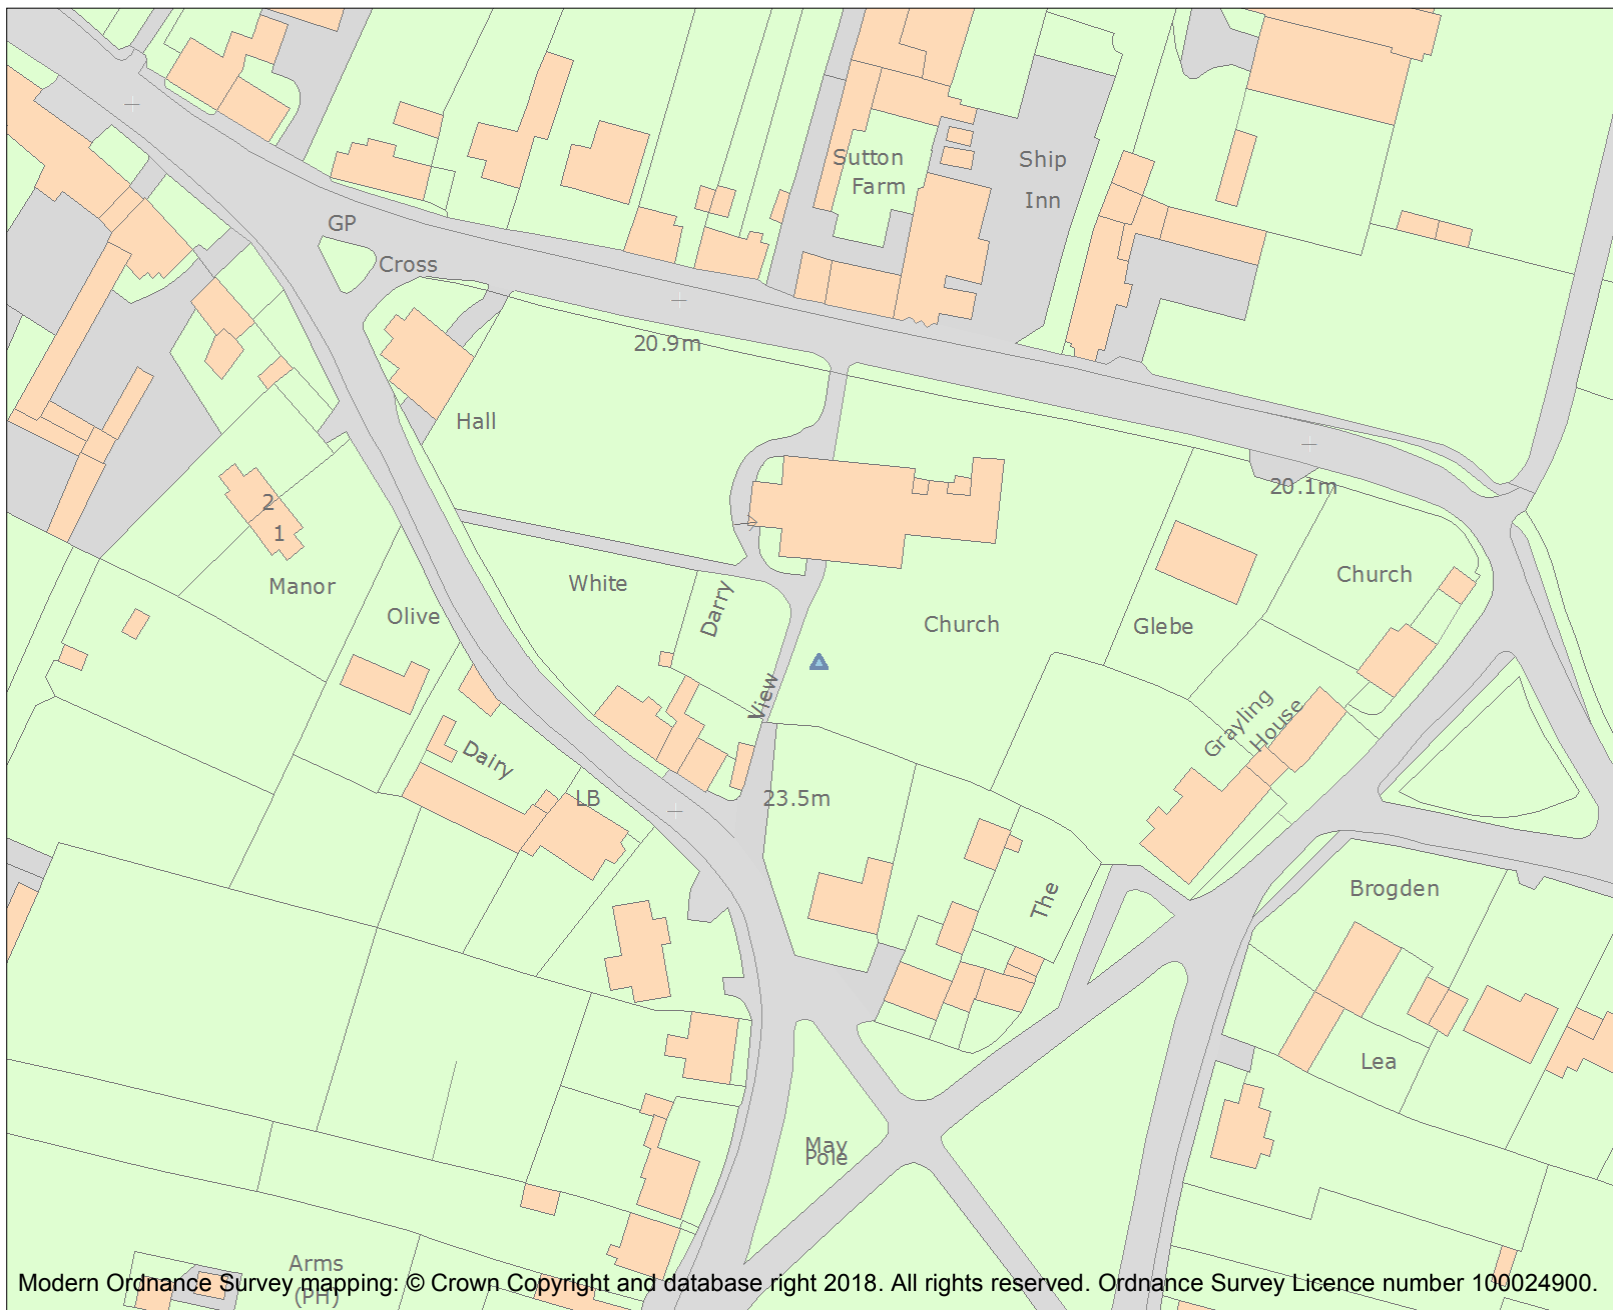 Sutton
Farm
Ship
Inn
GP
Cross
20.9m
Hall
20.1m
2
1
Manor
Olive
White
Darry
View
Church
Glebe
Church
Grayling
House
Dairy
LB
23.5m
The
Brogden
Lea
May
Pole
Arms
(PH)
Modern Ordnance Survey mapping: © Crown Copyright and database right 2018. All rights reserved. Ordnance Survey Licence number 100024900.